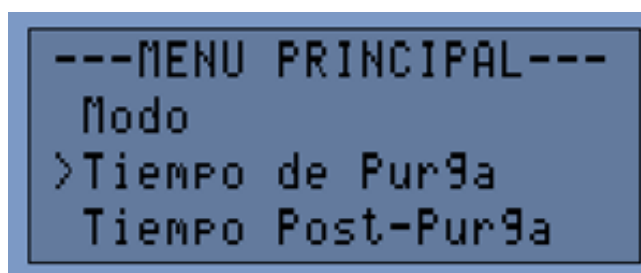 ---MENU PRINCIPAL---
Modo
>Tiempo de Purga
Tiempo Post-Purga